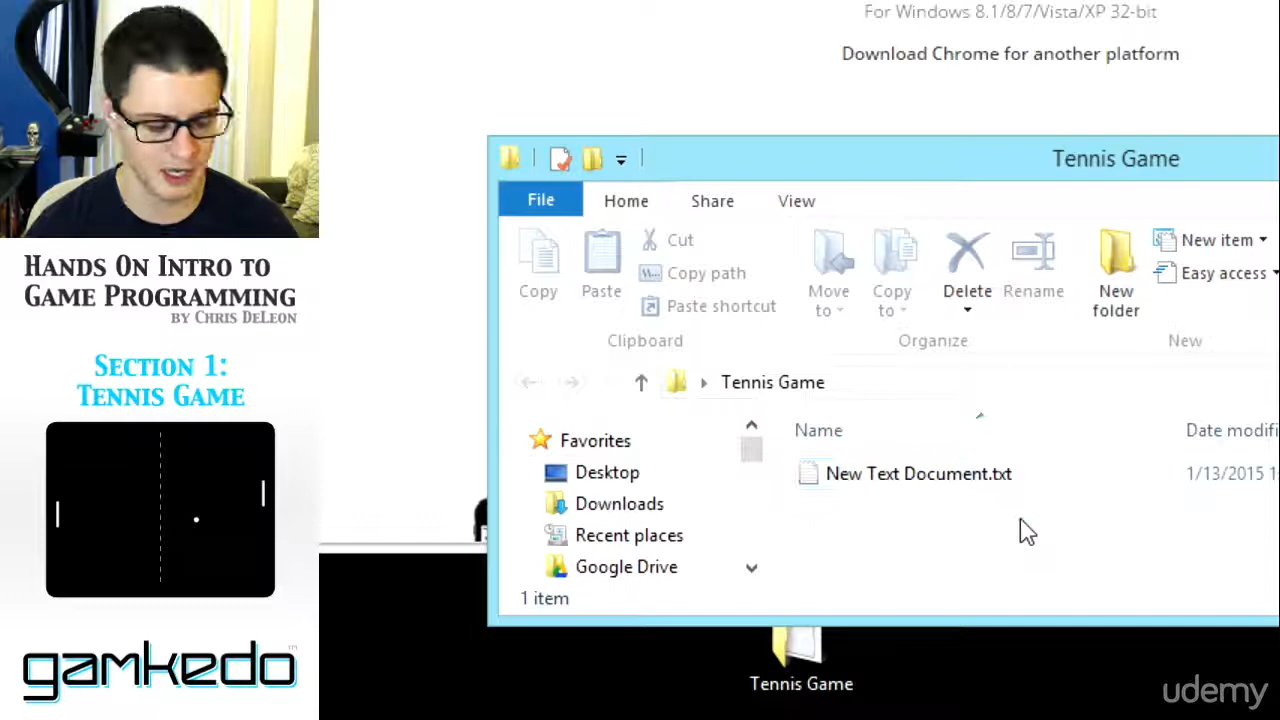 For Windows 8.1/8/7/Vista/XP 32-bit
Download Chrome for another platform
Tennis Game
File
Home
Share
View
Copy
Paste
Cut
Copy path
Paste shortcut
Move to
Copy to
Delete
Rename
New folder
New item
Easy access
Clipboard
Organize
New
Tennis Game
Favorites
Desktop
Downloads
Recent places
Google Drive
Name
Date modifi
New Text Document.txt
1/13/2015 1
1 item
Tennis Game
Hands On Intro to
Game Programming
by Chris DeLeon
Section 1:
Tennis Game
gamkedo
TM
udemy